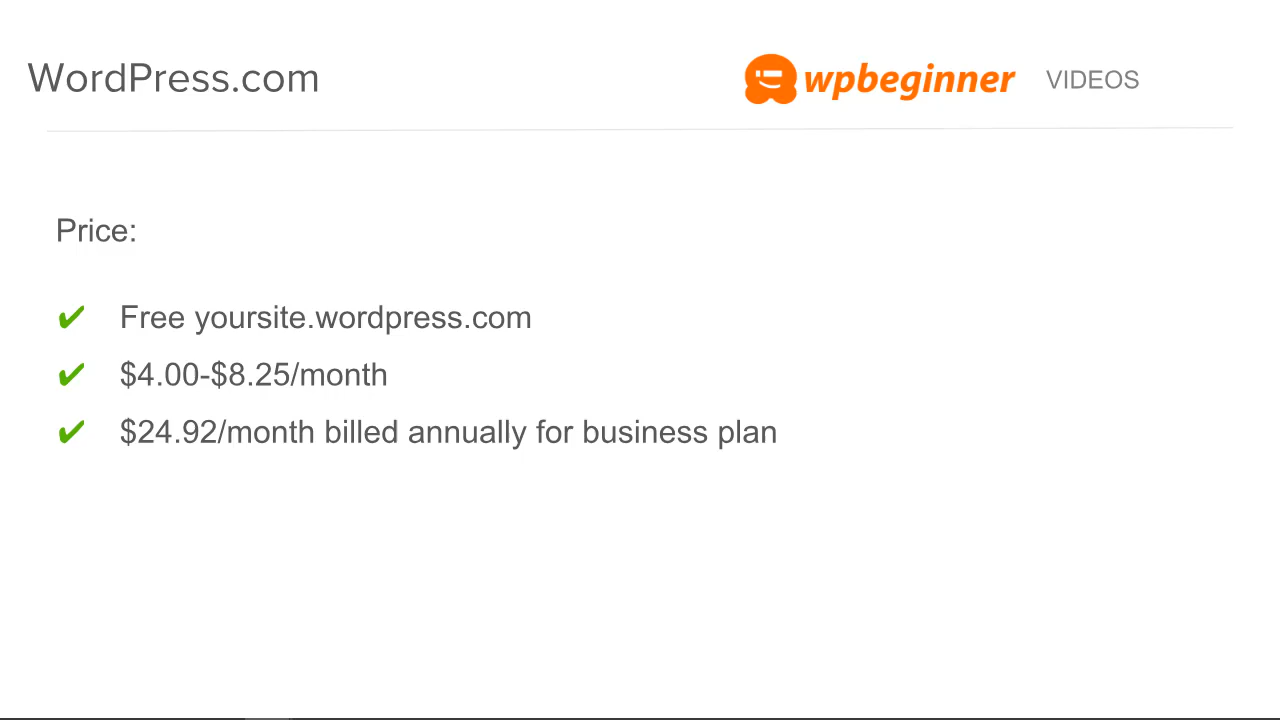 WordPress.com
wpbeginner VIDEOS
Price:
✔ Free yoursite.wordpress.com
✔ $4.00-$8.25/month
✔ $24.92/month billed annually for business plan